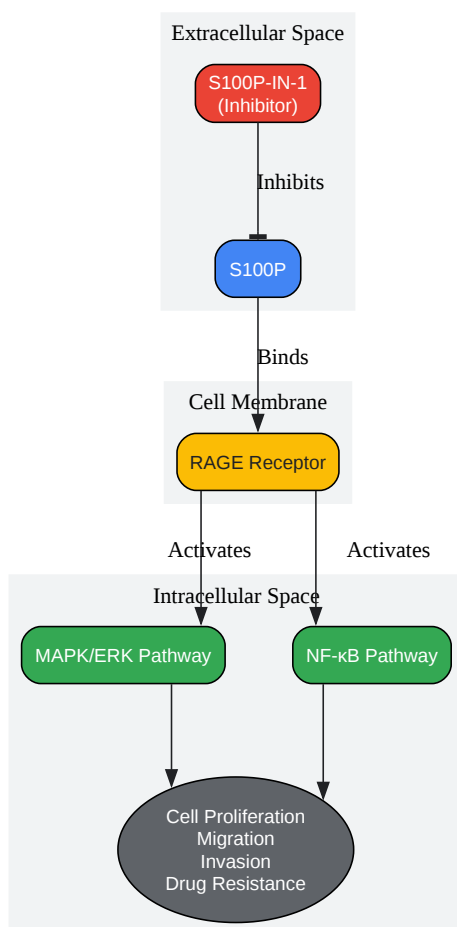 Extracellular Space
S100P-IN-1
(Inhibitor)
Inhibits
S100P
Binds
Cell Membrane
RAGE Receptor
Activates
Activates
Intracellular Space
MAPK/ERK Pathway
NF-κB Pathway
Cell Proliferation
Migration
Invasion
Drug Resistance